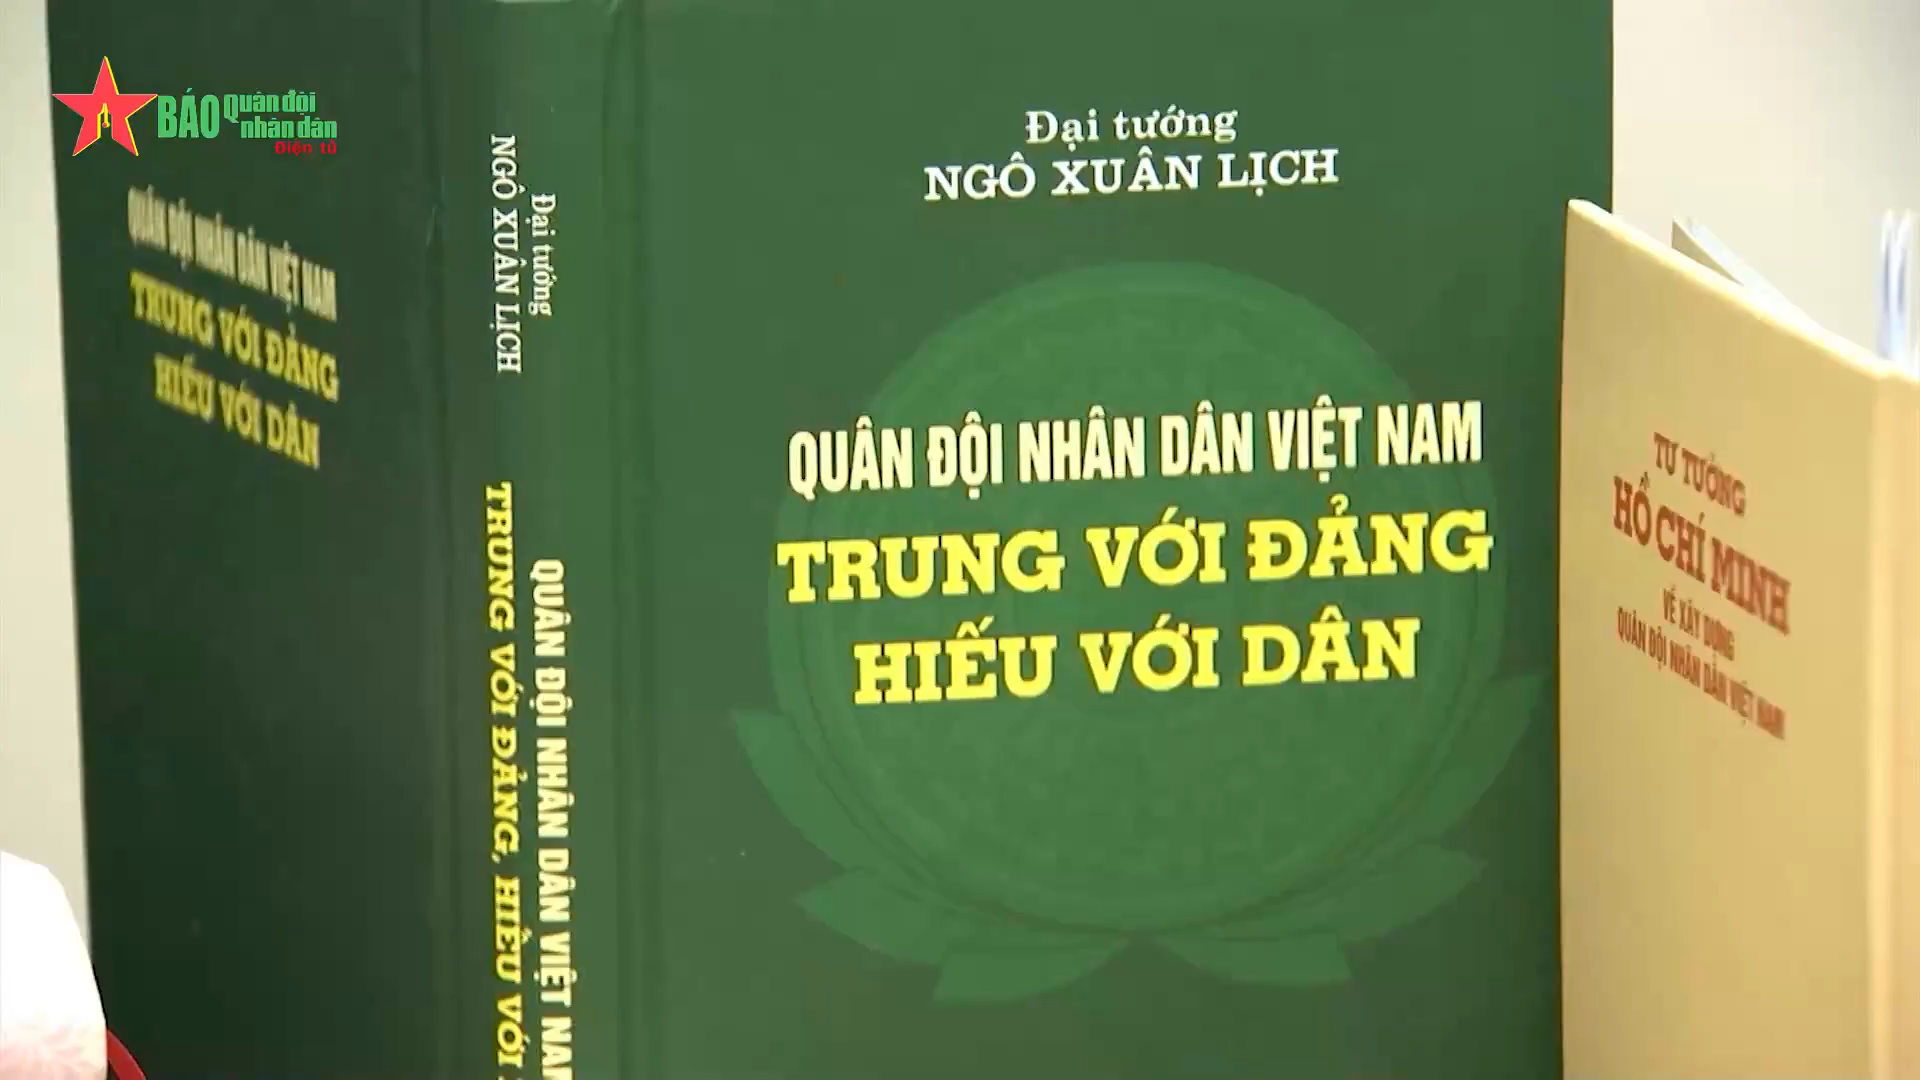 BÁO Quân đội
nhân dân
Điện tử
QUÂN ĐỘI NHÂN DÂN VIỆT NAM
TRUNG VỚI ĐẢNG
HIẾU VỚI DÂN
Đại tướng
NGÔ XUÂN LỊCH
QUÂN ĐỘI NHÂN DÂN VIỆT NAM
TRUNG VỚI ĐẢNG, HIẾU VỚI
Đại tướng
NGÔ XUÂN LỊCH
QUÂN ĐỘI NHÂN DÂN VIỆT NAM
TRUNG VỚI ĐẢNG
HIẾU VỚI DÂN
TƯ TƯỞNG
HỒ CHÍ MINH
VỀ XÂY DỰNG
QUÂN ĐỘI NHÂN DÂN VIỆT NAM